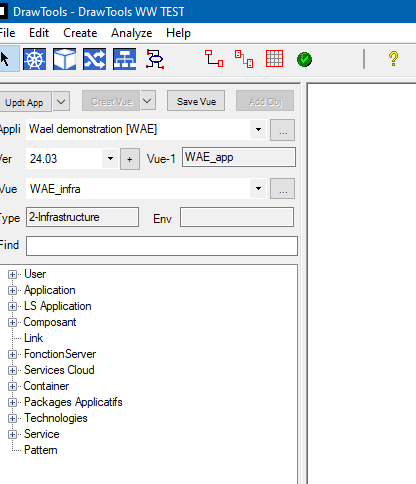 DrawTools - DrawTools WW TEST
File Edit Create Analyze Help
?
Updt App Creat Vue Save Vue Add Obj
Appli Wael demonstration [WAE] ...
Ver 24.03 + Vue-1 WAE_app
Vue WAE_infra ...
Type 2-Infrastructure Env
Find
User
Application
LS Application
Composant
Link
FonctionServer
Services Cloud
Container
Packages Applicatifs
Technologies
Service
Pattern